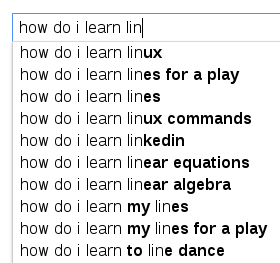 how do i learn lin
how do i learn linux
how do i learn lines for a play
how do i learn lines
how do i learn linux commands
how do i learn linkedin
how do i learn linear equations
how do i learn linear algebra
how do i learn my lines
how do i learn my lines for a play
how do i learn to line dance